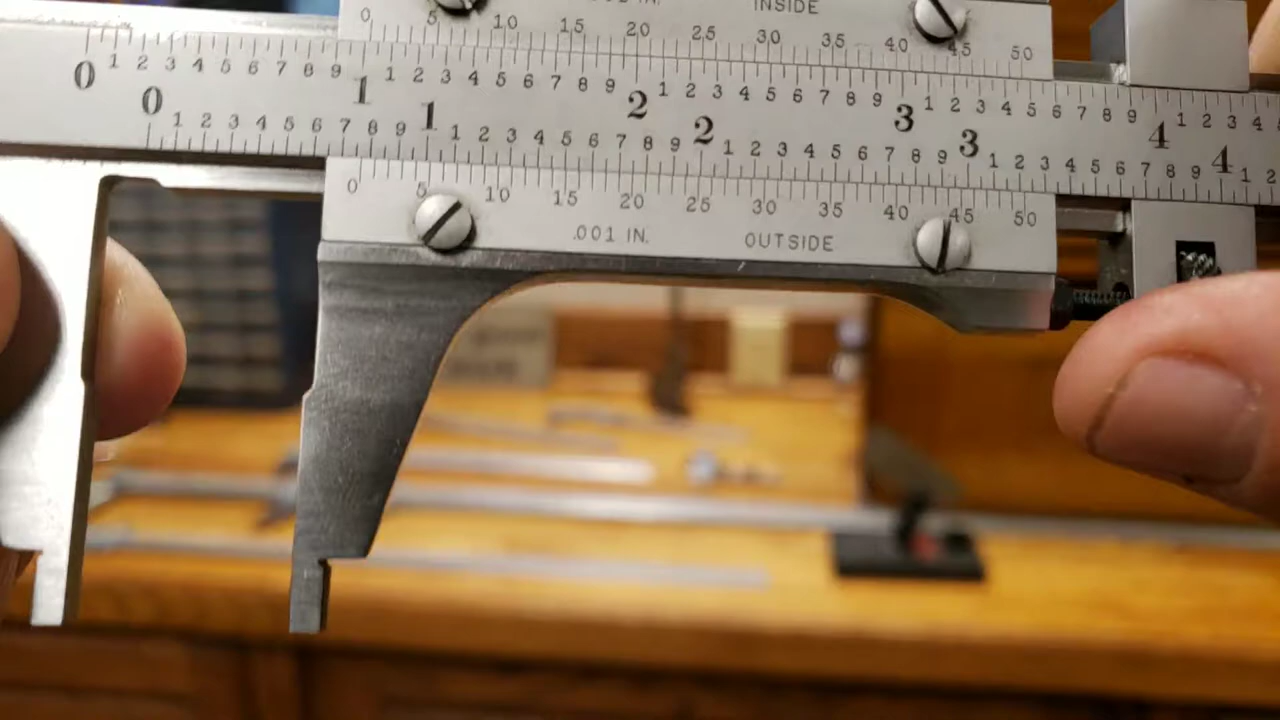 .001 IN. INSIDE
0 5 10 15 20 25 30 35 40 45 50
0 1 2 3 4 5 6 7 8 9 1 1 2 3 4 5 6 7 8 9 2 1 2 3 4 5 6 7 8 9 3 1 2 3 4 5 6 7 8 9 4 1 2 3 4
0 1 2 3 4 5 6 7 8 9 1 1 2 3 4 5 6 7 8 9 2 1 2 3 4 5 6 7 8 9 3 1 2 3 4 5 6 7 8 9 4 1 2
0 5 10 15 20 25 30 35 40 45 50
.001 IN. OUTSIDE